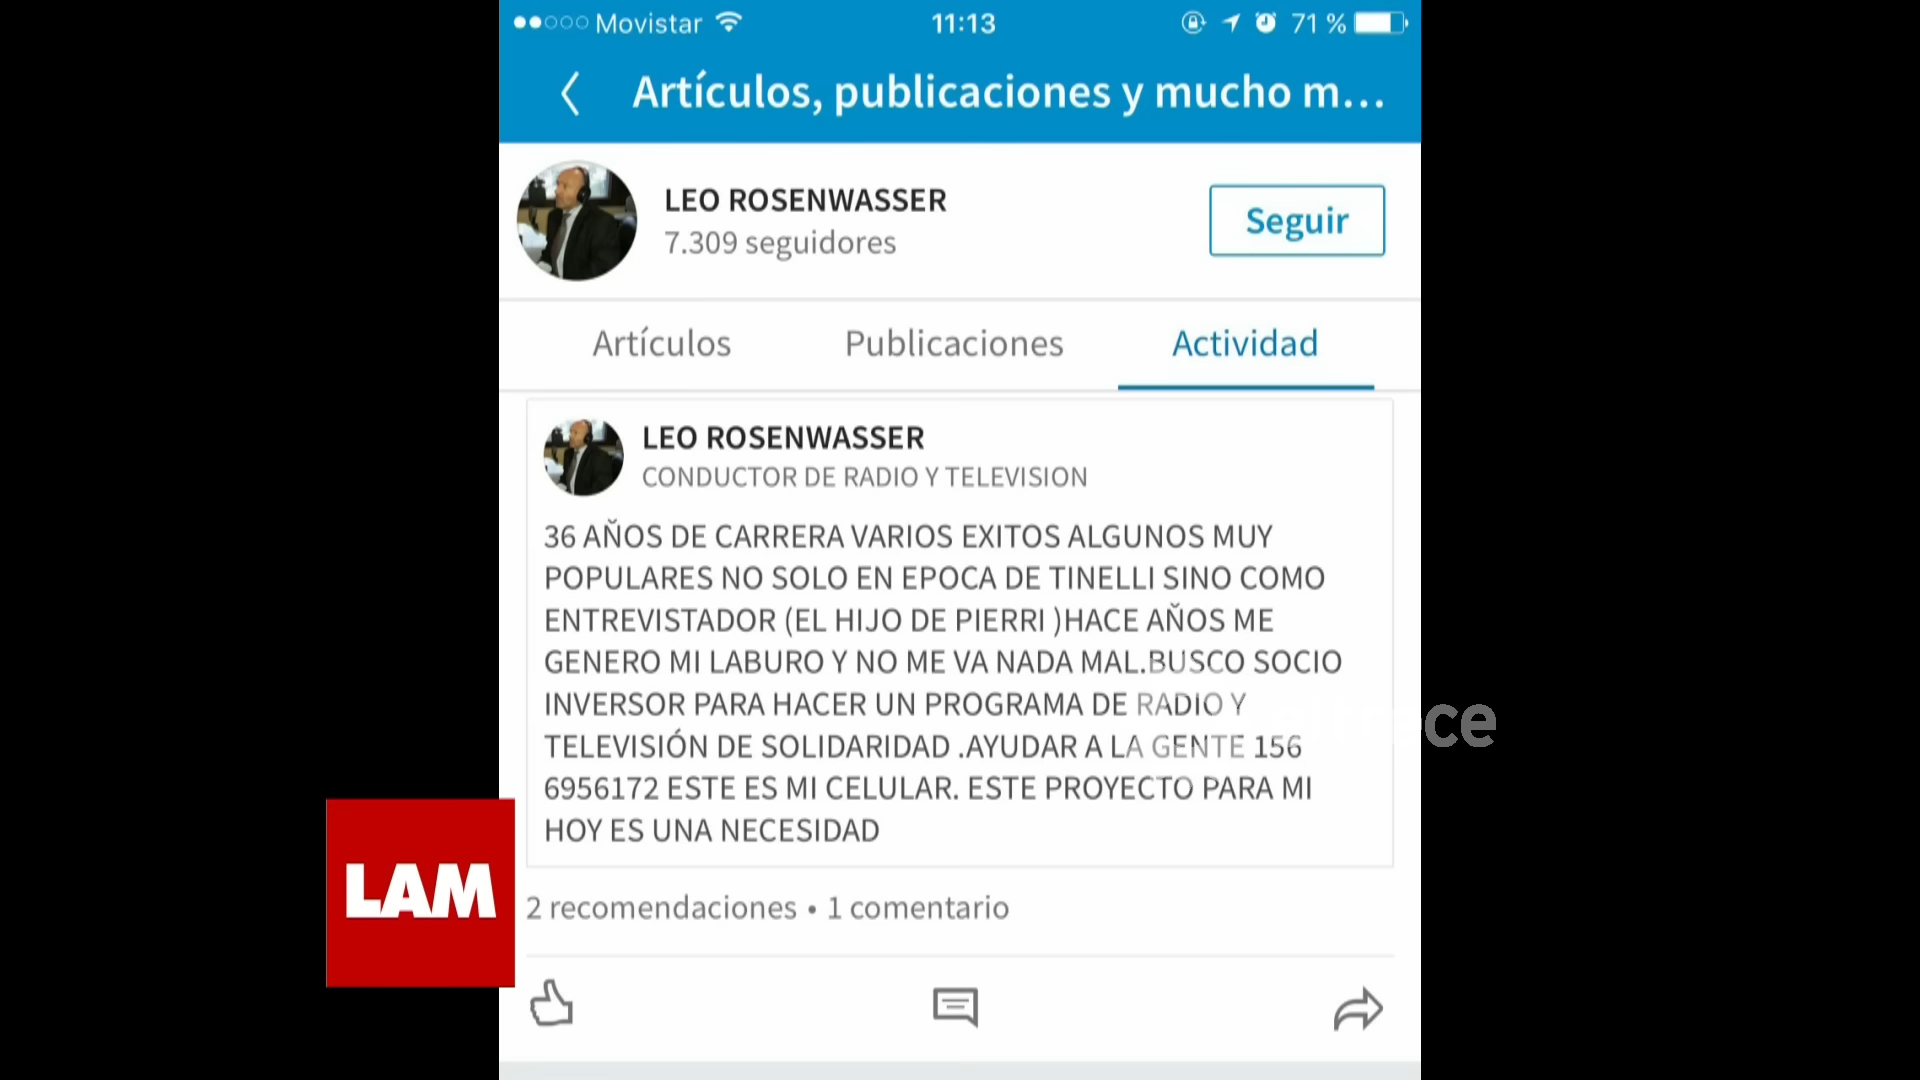 Movistar 11:13 71 %
Artículos, publicaciones y mucho m...
LEO ROSENWASSER
7.309 seguidores
Seguir
Artículos Publicaciones Actividad
LEO ROSENWASSER
CONDUCTOR DE RADIO Y TELEVISION
36 AÑOS DE CARRERA VARIOS EXITOS ALGUNOS MUY
POPULARES NO SOLO EN EPOCA DE TINELLI SINO COMO
ENTREVISTADOR (EL HIJO DE PIERRI )HACE AÑOS ME
GENERO MI LABURO Y NO ME VA NADA MAL.BUSCO SOCIO
INVERSOR PARA HACER UN PROGRAMA DE RADIO Y
TELEVISIÓN DE SOLIDARIDAD .AYUDAR A LA GENTE 156
6956172 ESTE ES MI CELULAR. ESTE PROYECTO PARA MI
HOY ES UNA NECESIDAD
LAM
2 recomendaciones • 1 comentario